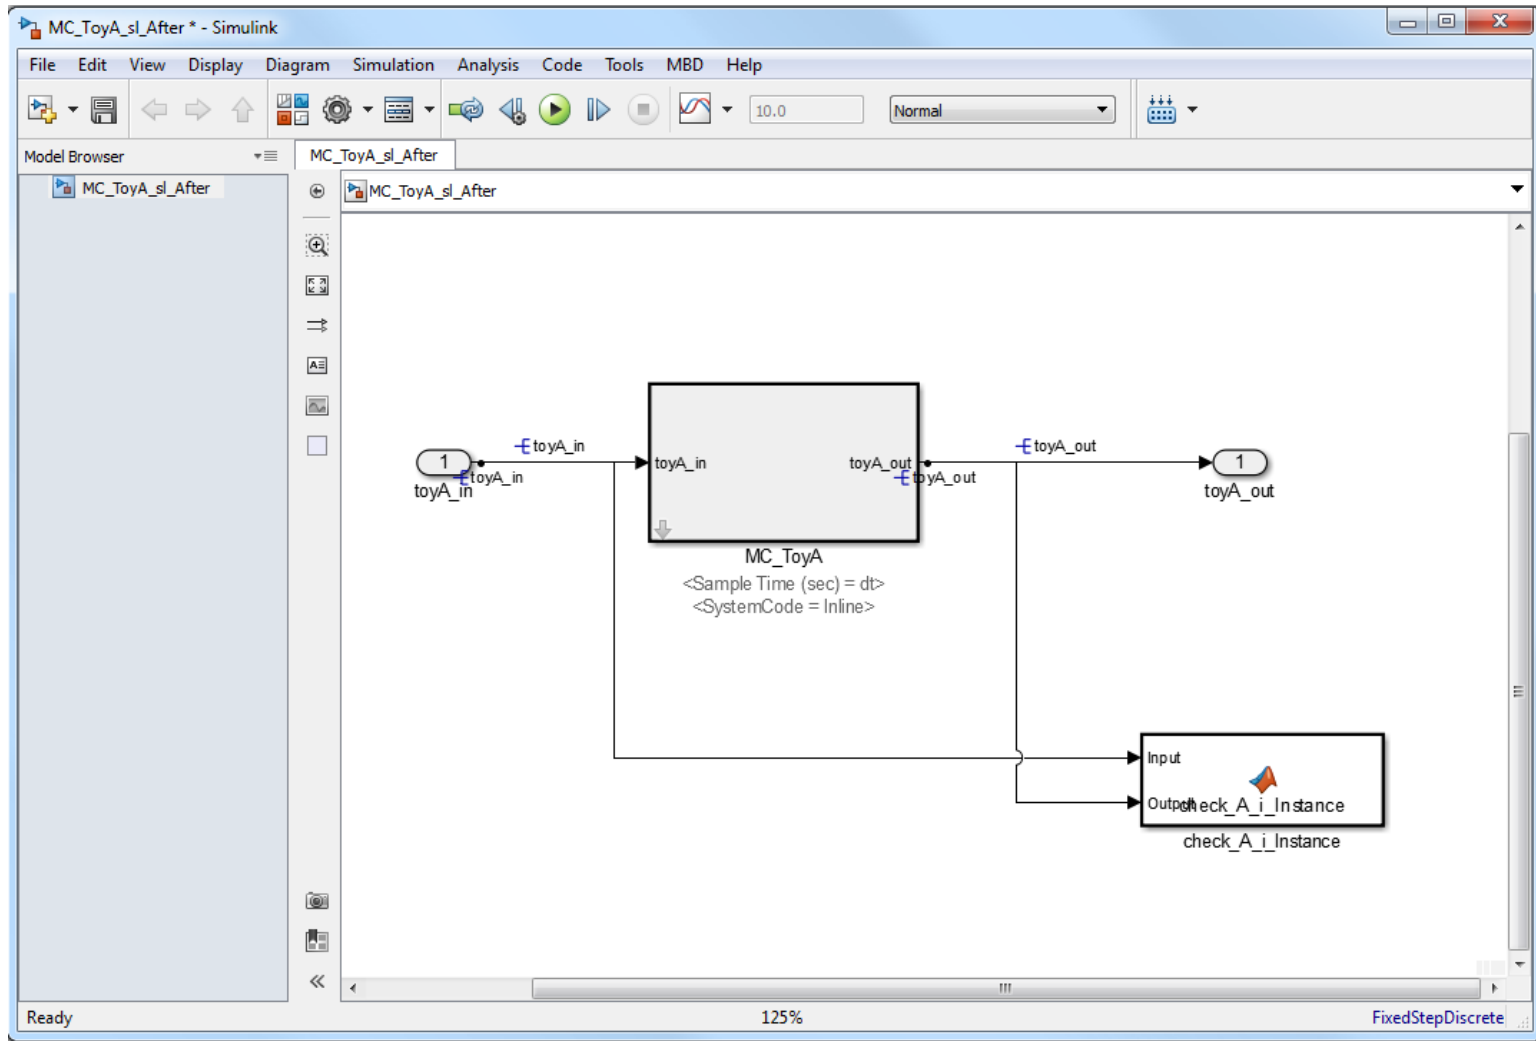 MC_ToyA_sl_After * - Simulink
File Edit View Display Diagram Simulation Analysis Code Tools MBD Help
10.0 Normal
Model Browser
MC_ToyA_sl_After
MC_ToyA_sl_After
MC_ToyA_sl_After
toyA_in
toyA_out
1
toyA_in
toyA_out
1
toyA_in
toyA_out
toyA_in
toyA_out
MC_ToyA
<Sample Time (sec) = dt>
<SystemCode = Inline>
Input
Output
check_A_i_Instance
check_A_i_Instance
Ready
125%
FixedStepDiscrete